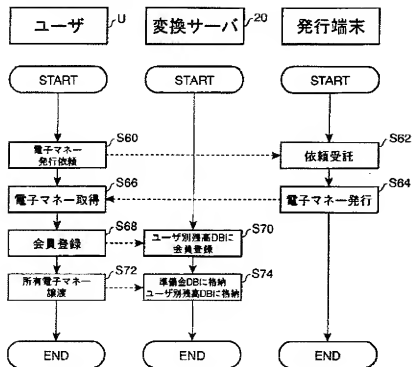 ユーザ
U
変換サーバ
20
発行端末
START
START
START
電子マネー
発行依頼
S60
依頼受託
S62
電子マネー取得
S66
電子マネー発行
S64
会員登録
S68
ユーザ別残高DBに
会員登録
S70
所有電子マネー
譲渡
S72
準備金DBに格納
ユーザ別残高DBに格納
S74
END
END
END